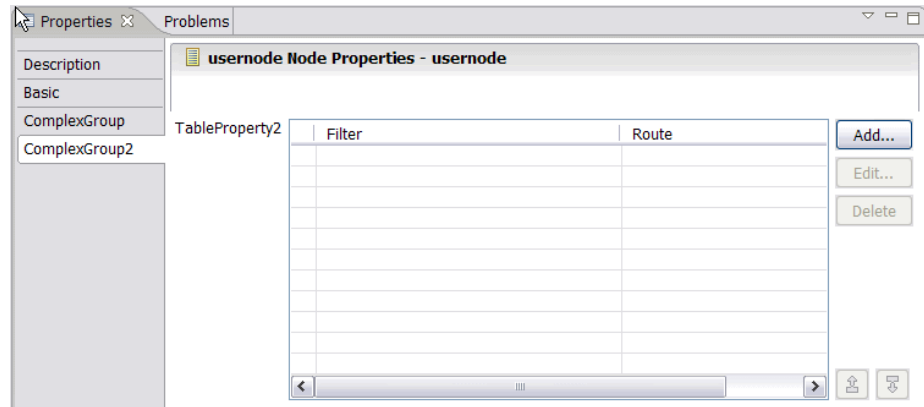 Properties Problems
usernode Node Properties - usernode
Description
Basic
ComplexGroup
ComplexGroup2
TableProperty2
Filter Route
Add...
Edit...
Delete